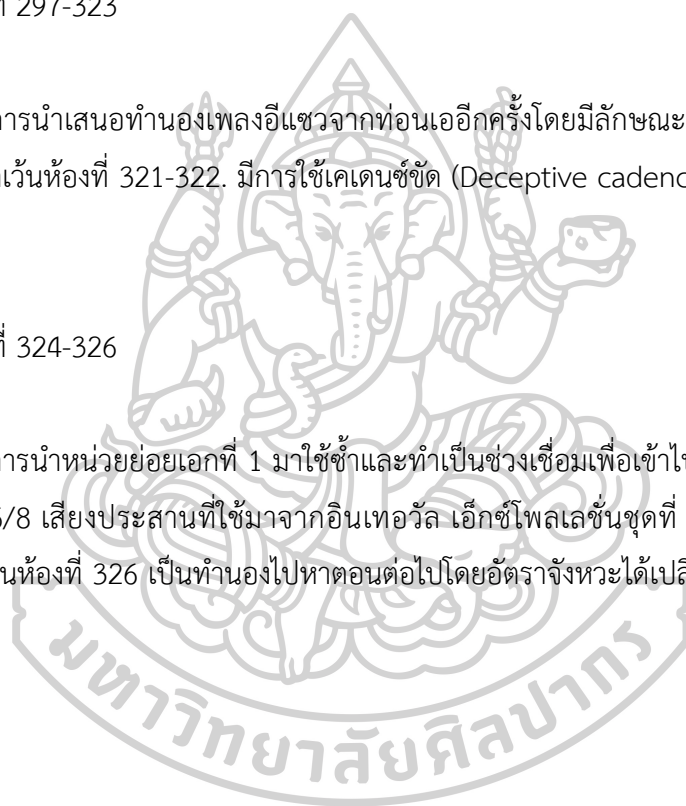 297-323
การนำเสนอทำนองเพลงอีแซวจากท่อนเออีกครั้งโดยมีลักษณะ
เว้นห้องที่ 321-322. มีการใช้เคเดนซ์ขัด (Deceptive cadenc
ที่ 324-326
การนำหน่วยย่อยเอกที่ 1 มาใช้ซ้ำและทำเป็นช่วงเชื่อมเพื่อเข้าไป
/8 เสียงประสานที่ใช้มาจากอินเทอวัล เอ็กซ์โพลเลชั่นชุดที่
นห้องที่ 326 เป็นทำนองไปหาตอนต่อไปโดยอัตราจังหวะได้เปลี
มหาวิทยาลัยศิลปากร